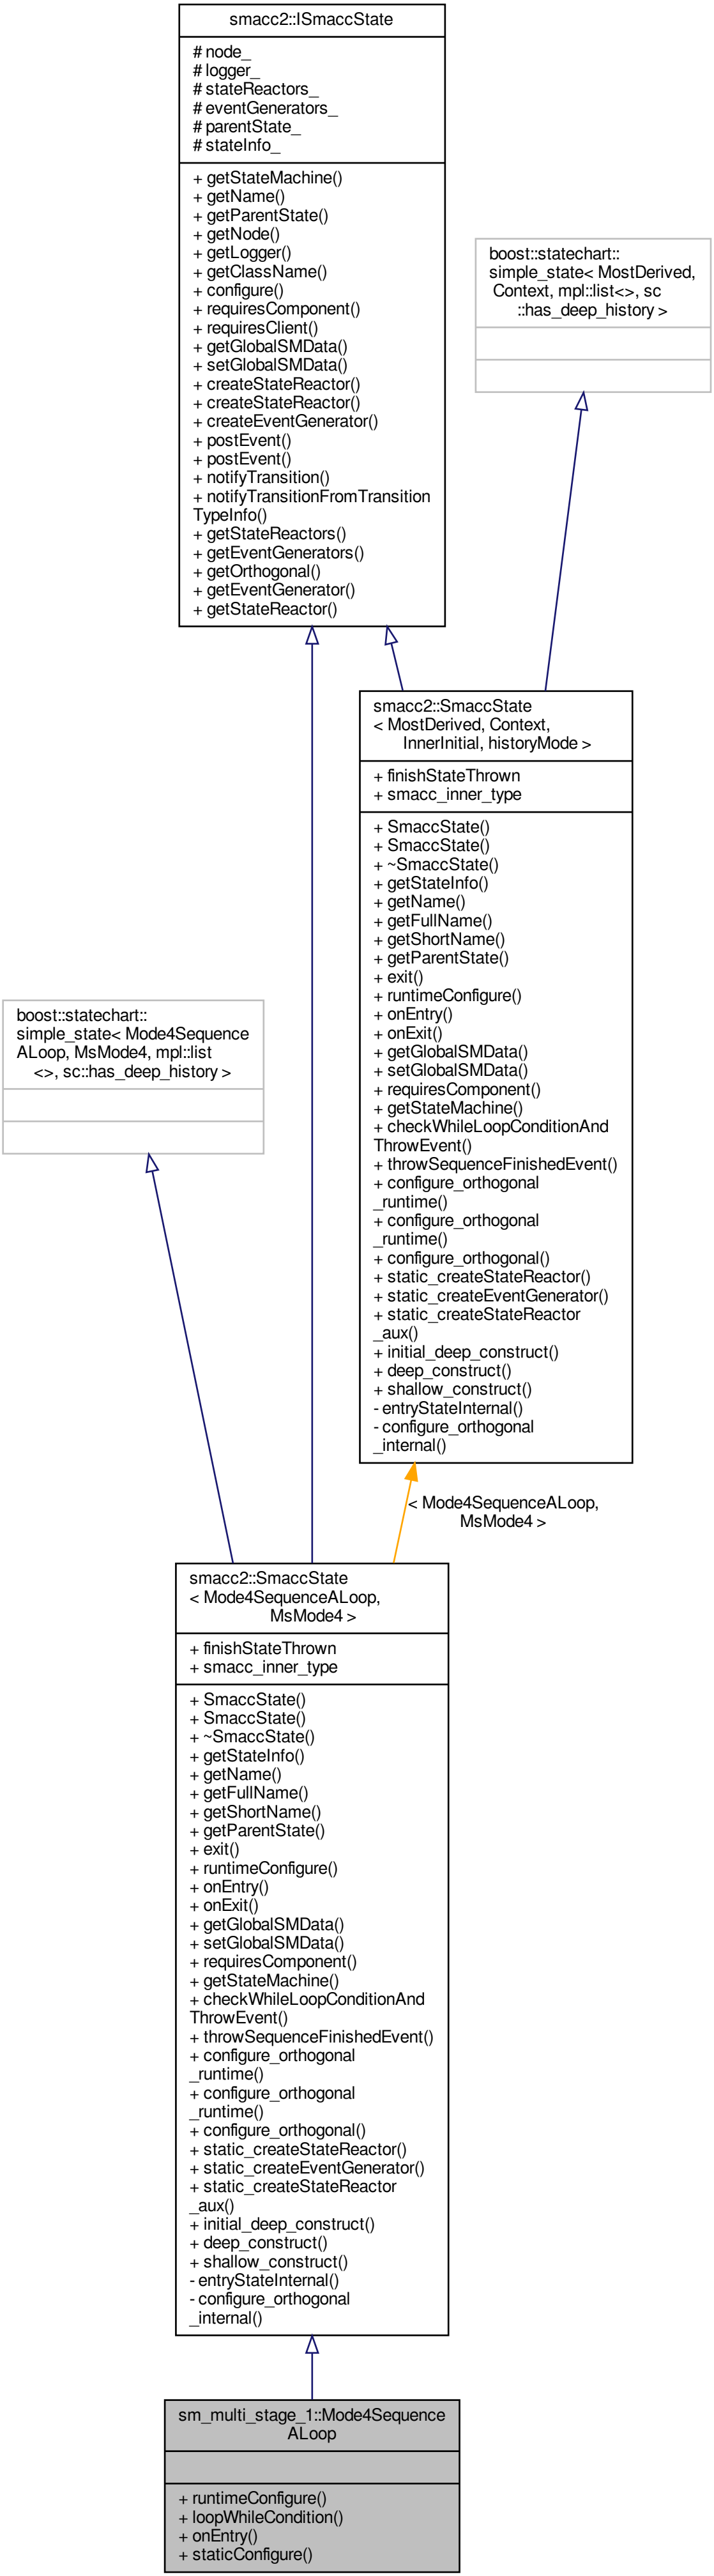 smacc2::ISmaccState
# node_
# logger_
# stateReactors_
# eventGenerators_
# parentState_
# stateInfo_
+ getStateMachine()
+ getName()
+ getParentState()
+ getNode()
+ getLogger()
+ getClassName()
+ configure()
+ requiresComponent()
+ requiresClient()
+ getGlobalSMData()
+ setGlobalSMData()
+ createStateReactor()
+ createStateReactor()
+ createEventGenerator()
+ postEvent()
+ postEvent()
+ notifyTransition()
+ notifyTransitionFromTransition
TypeInfo()
+ getStateReactors()
+ getEventGenerators()
+ getOrthogonal()
+ getEventGenerator()
+ getStateReactor()
boost::statechart::
simple_state< MostDerived,
Context, mpl::list<>, sc
::has_deep_history >
smacc2::SmaccState
< MostDerived, Context,
InnerInitial, historyMode >
+ finishStateThrown
+ smacc_inner_type
+ SmaccState()
+ SmaccState()
+ ~SmaccState()
+ getStateInfo()
+ getName()
+ getFullName()
+ getShortName()
+ getParentState()
+ exit()
+ runtimeConfigure()
+ onEntry()
+ onExit()
+ getGlobalSMData()
+ setGlobalSMData()
+ requiresComponent()
+ getStateMachine()
+ checkWhileLoopConditionAnd
ThrowEvent()
+ throwSequenceFinishedEvent()
+ configure_orthogonal
_runtime()
+ configure_orthogonal
_runtime()
+ configure_orthogonal()
+ static_createStateReactor()
+ static_createEventGenerator()
+ static_createStateReactor
_aux()
+ initial_deep_construct()
+ deep_construct()
+ shallow_construct()
- entryStateInternal()
- configure_orthogonal
_internal()
boost::statechart::
simple_state< Mode4Sequence
ALoop, MsMode4, mpl::list
<>, sc::has_deep_history >
< Mode4SequenceALoop,
MsMode4 >
smacc2::SmaccState
< Mode4SequenceALoop,
MsMode4 >
+ finishStateThrown
+ smacc_inner_type
+ SmaccState()
+ SmaccState()
+ ~SmaccState()
+ getStateInfo()
+ getName()
+ getFullName()
+ getShortName()
+ getParentState()
+ exit()
+ runtimeConfigure()
+ onEntry()
+ onExit()
+ getGlobalSMData()
+ setGlobalSMData()
+ requiresComponent()
+ getStateMachine()
+ checkWhileLoopConditionAnd
ThrowEvent()
+ throwSequenceFinishedEvent()
+ configure_orthogonal
_runtime()
+ configure_orthogonal
_runtime()
+ configure_orthogonal()
+ static_createStateReactor()
+ static_createEventGenerator()
+ static_createStateReactor
_aux()
+ initial_deep_construct()
+ deep_construct()
+ shallow_construct()
- entryStateInternal()
- configure_orthogonal
_internal()
sm_multi_stage_1::Mode4Sequence
ALoop
+ runtimeConfigure()
+ loopWhileCondition()
+ onEntry()
+ staticConfigure()